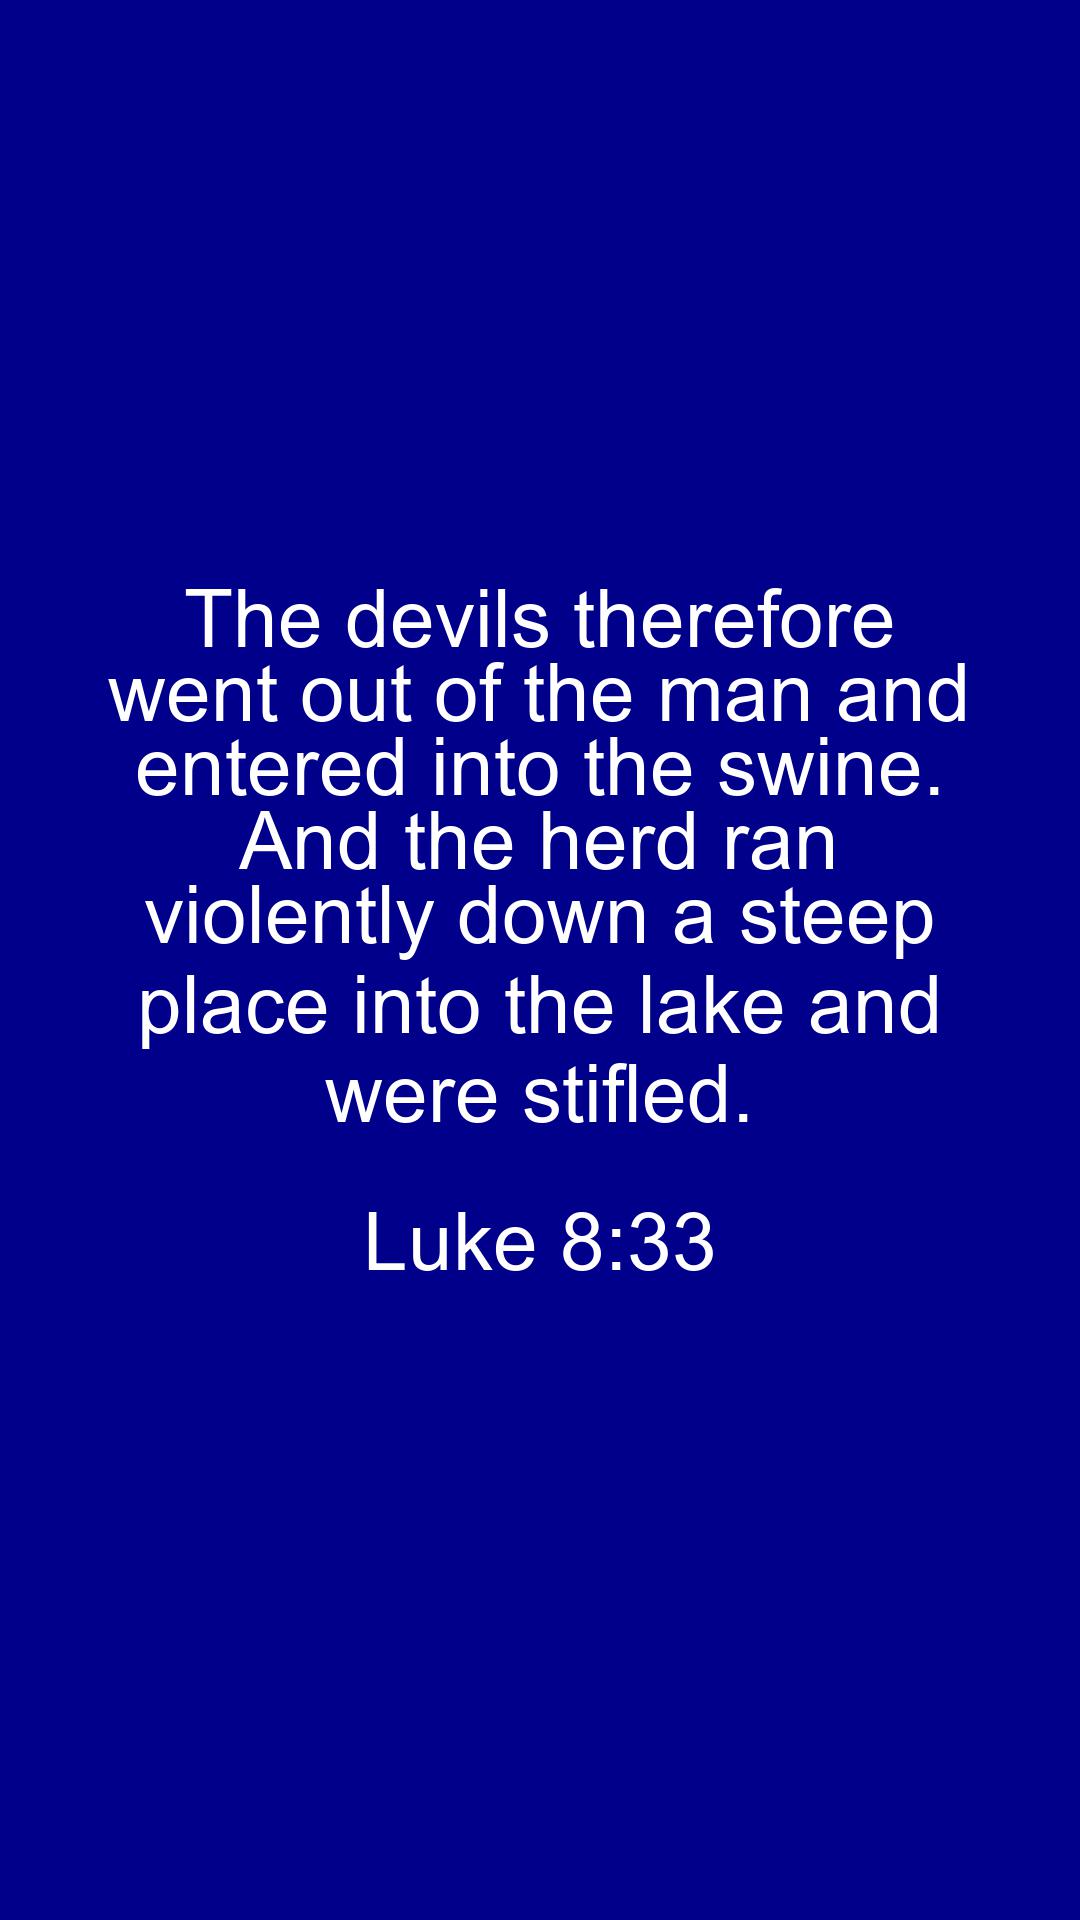 The devils therefore
went out of the man and
entered into the swine.
And the herd ran
violently down a steep
place into the lake and
were stifled.
Luke 8:33